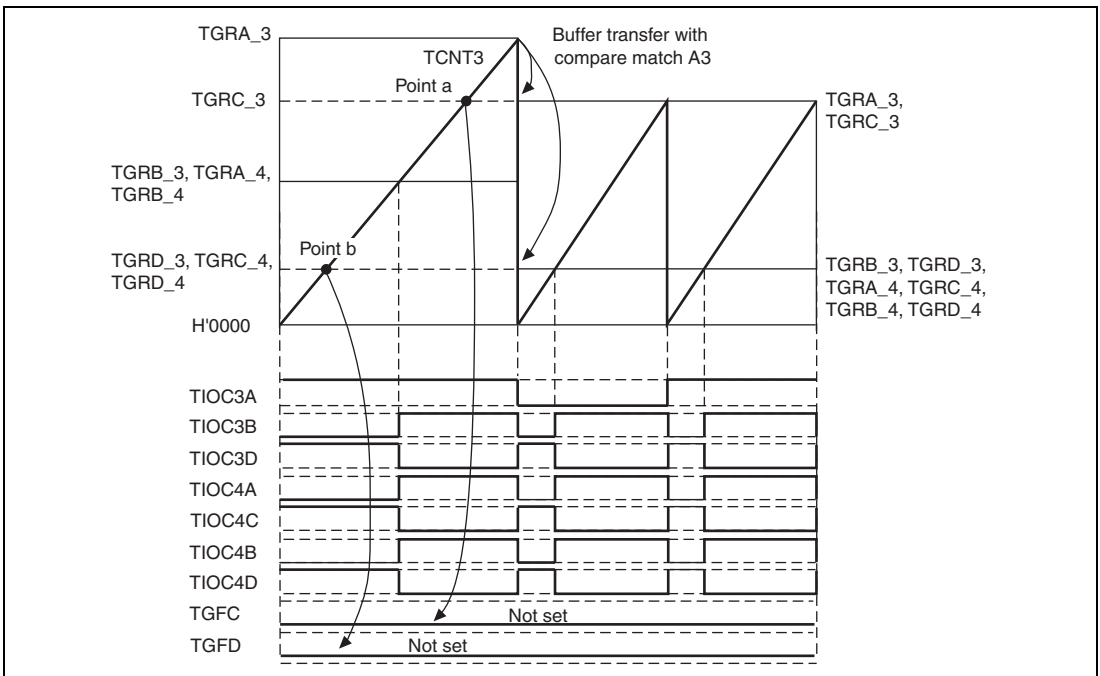 TGRA_3
TCNT3
Buffer transfer with
compare match A3
Point a
TGRC_3
TGRA_3,
TGRC_3
TGRB_3, TGRA_4,
TGRB_4
Point b
TGRD_3, TGRC_4,
TGRD_4
TGRB_3, TGRD_3,
TGRA_4, TGRC_4,
TGRB_4, TGRD_4
H'0000
TIOC3A
TIOC3B
TIOC3D
TIOC4A
TIOC4C
TIOC4B
TIOC4D
TGFC
Not set
TGFD
Not set